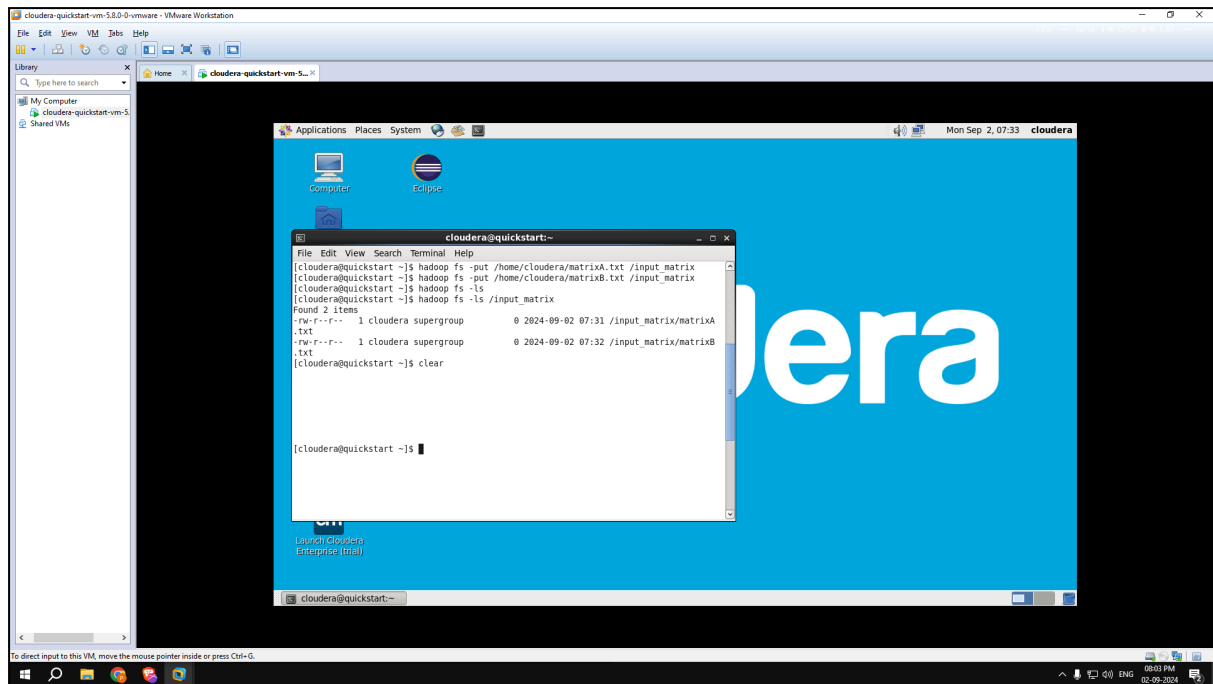 cloudera-quickstart-vm-5.8.0-0-vmware - VMware Workstation
File Edit View VM Tabs Help
Library
Type here to search
My Computer
cloudera-quickstart-vm-5.
Shared VMs
Home
cloudera-quickstart-vm-5...
Applications Places System
Mon Sep 2, 07:33 cloudera
Computer
Eclipse
cloudera@quickstart:~
File Edit View Search Terminal Help
[cloudera@quickstart ~]$ hadoop fs -put /home/cloudera/matrixA.txt /input_matrix
[cloudera@quickstart ~]$ hadoop fs -put /home/cloudera/matrixB.txt /input_matrix
[cloudera@quickstart ~]$ hadoop fs -ls
[cloudera@quickstart ~]$ hadoop fs -ls /input_matrix
Found 2 items
-rw-r--r-- 1 cloudera supergroup 0 2024-09-02 07:31 /input_matrix/matrixA
.txt
-rw-r--r-- 1 cloudera supergroup 0 2024-09-02 07:32 /input_matrix/matrixB
.txt
[cloudera@quickstart ~]$ clear
[cloudera@quickstart ~]$
era
Launch Cloudera
Enterprise (trial)
cloudera@quickstart:~
To direct input to this VM, move the mouse pointer inside or press Ctrl+G.
ENG
08:03 PM
02-09-2024
2